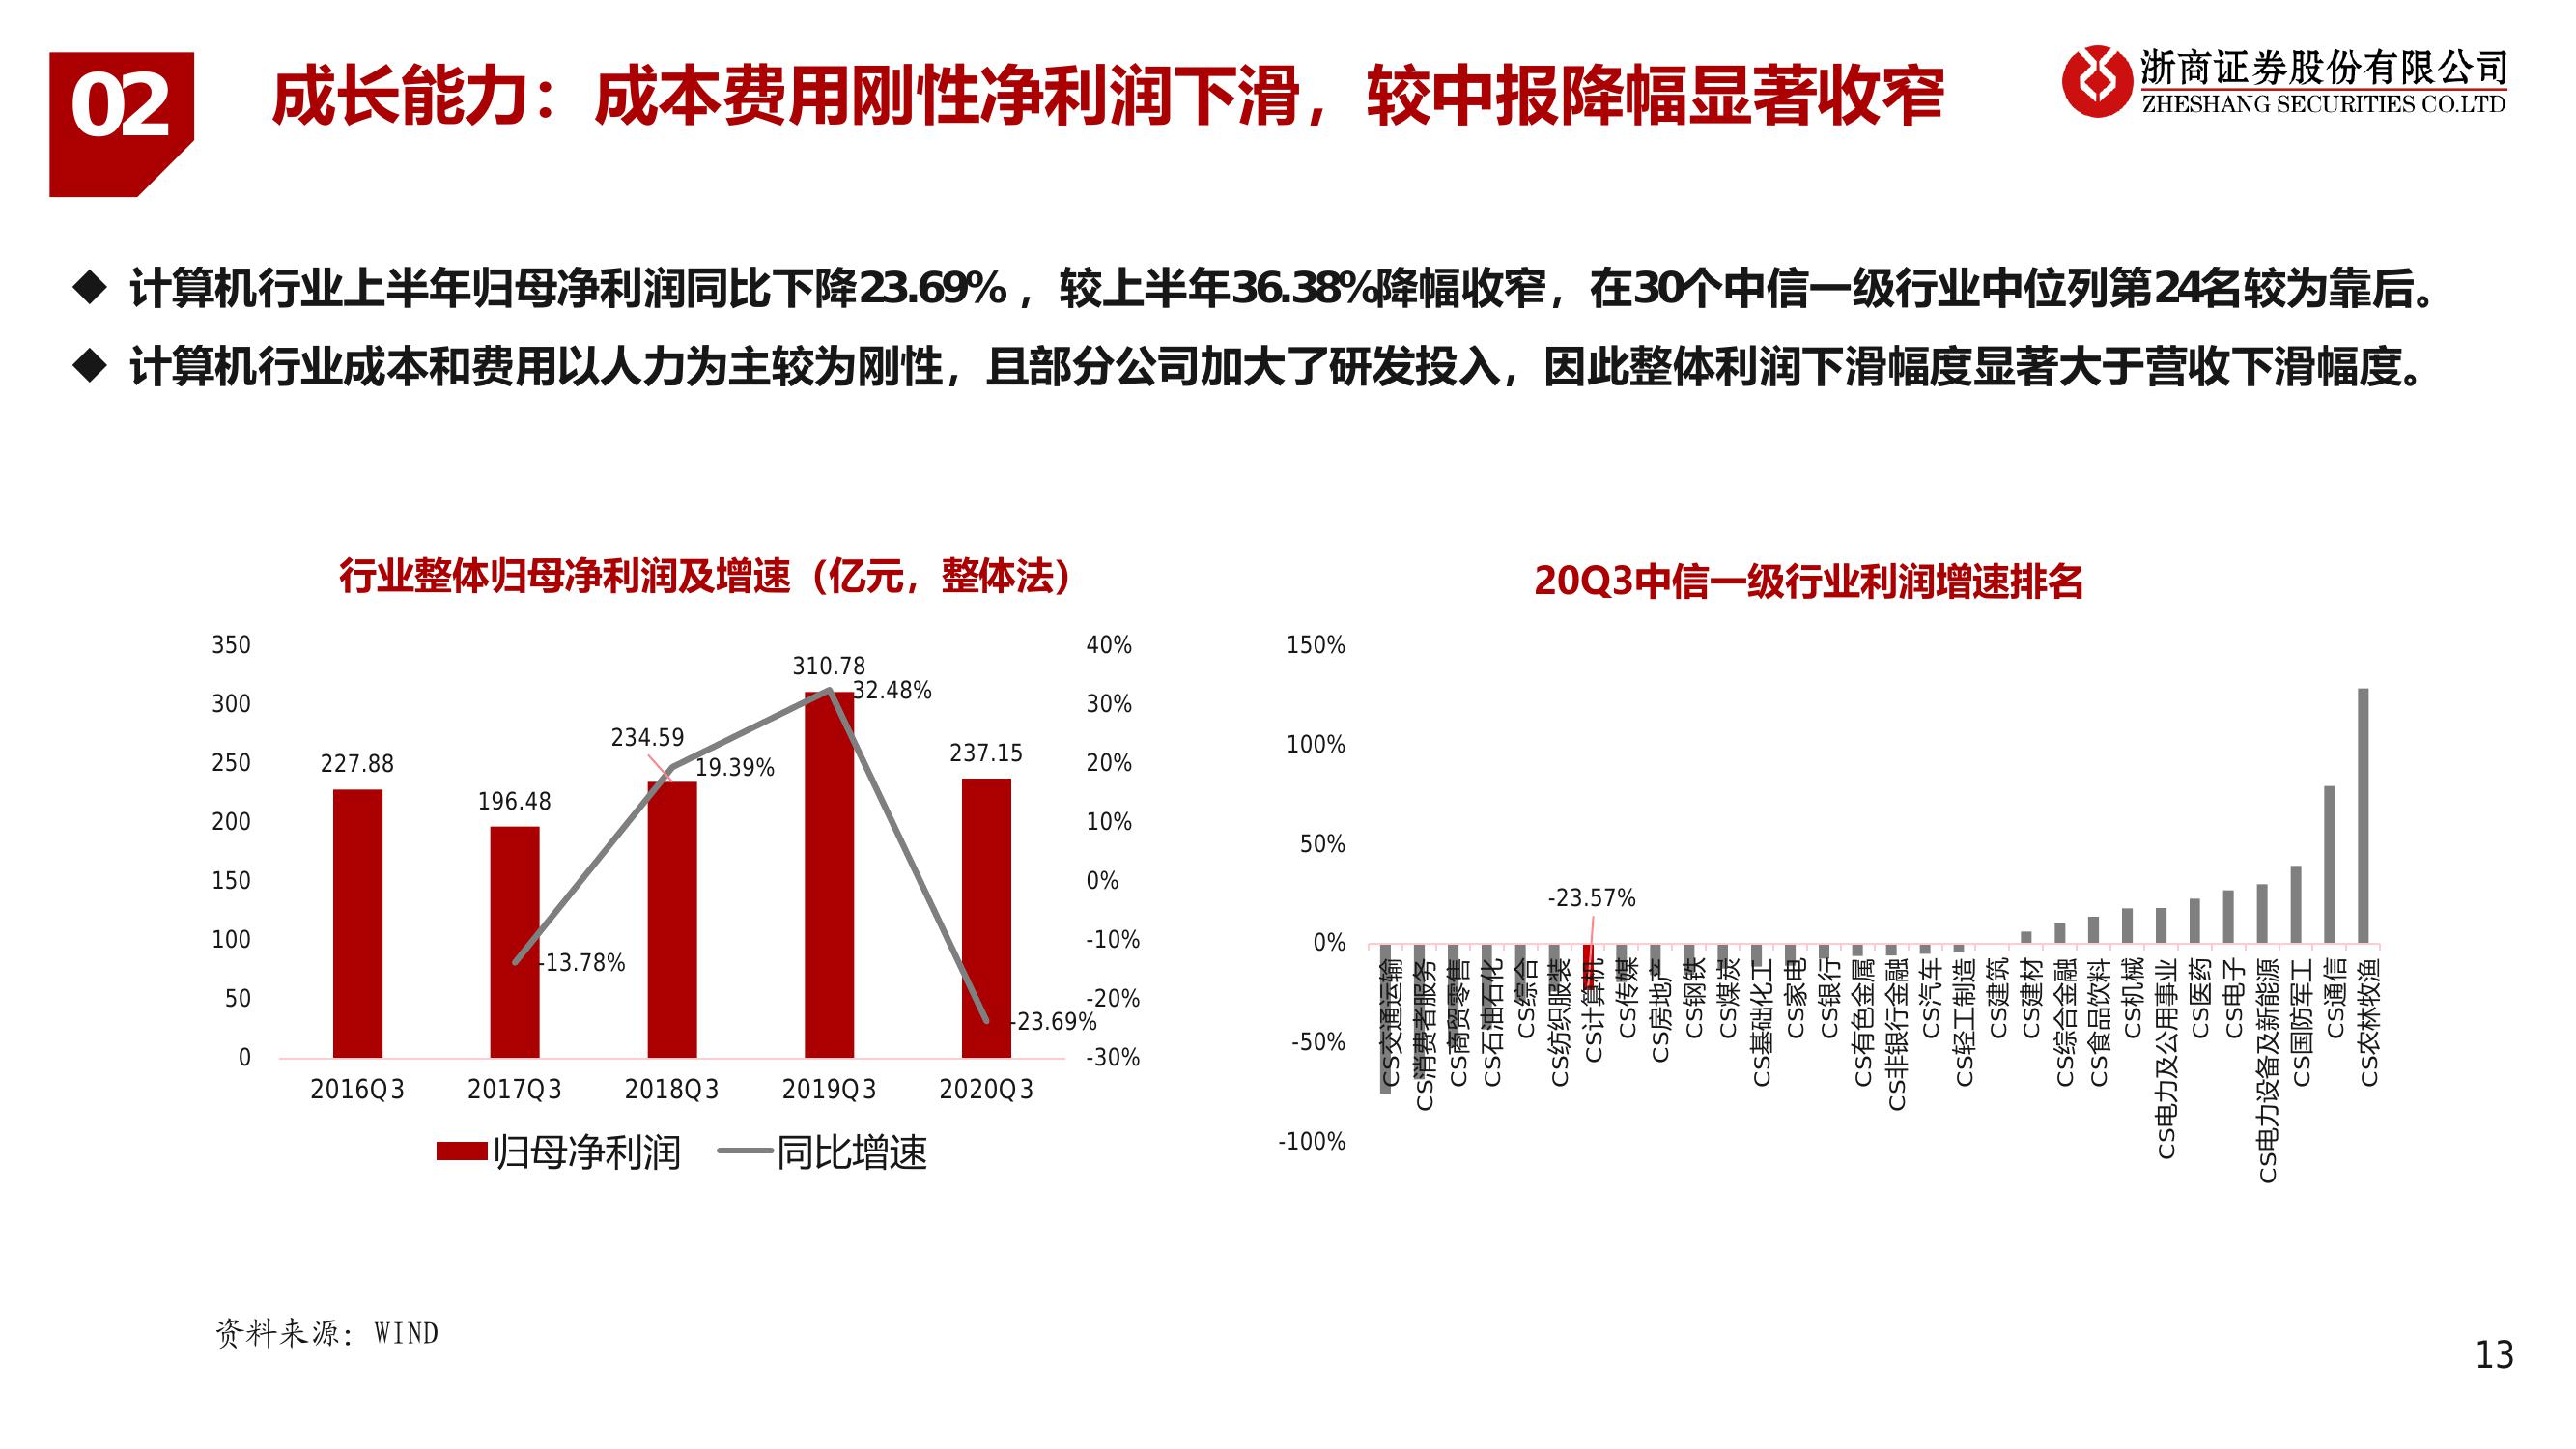 02
成长能力：成本费用刚性净利润下滑，较中报降幅显著收窄
浙商证券股份有限公司
ZHESHANG SECURITIES CO.LTD
◆ 计算机行业上半年归母净利润同比下降23.69% ，较上半年36.38%降幅收窄，在30个中信一级行业中位列第24名较为靠后。
◆ 计算机行业成本和费用以人力为主较为刚性，且部分公司加大了研发投入，因此整体利润下滑幅度显著大于营收下滑幅度。
行业整体归母净利润及增速（亿元，整体法）
350
300
250
200
150
100
50
0
40%
30%
20%
10%
0%
-10%
-20%
-30%
227.88
196.48
234.59
310.78
237.15
-13.78%
19.39%
32.48%
-23.69%
2016Q3
2017Q3
2018Q3
2019Q3
2020Q3
归母净利润
同比增速
20Q3中信一级行业利润增速排名
150%
100%
50%
0%
-50%
-100%
-23.57%
CS交通运输
CS消费者服务
CS商贸零售
CS石油石化
CS综合
CS纺织服装
CS计算机
CS传媒
CS房地产
CS钢铁
CS煤炭
CS基础化工
CS家电
CS银行
CS有色金属
CS非银行金融
CS汽车
CS轻工制造
CS建筑
CS建材
CS综合金融
CS食品饮料
CS机械
CS电力及公用事业
CS医药
CS电子
CS电力设备及新能源
CS国防军工
CS通信
CS农林牧渔
资料来源：WIND
13